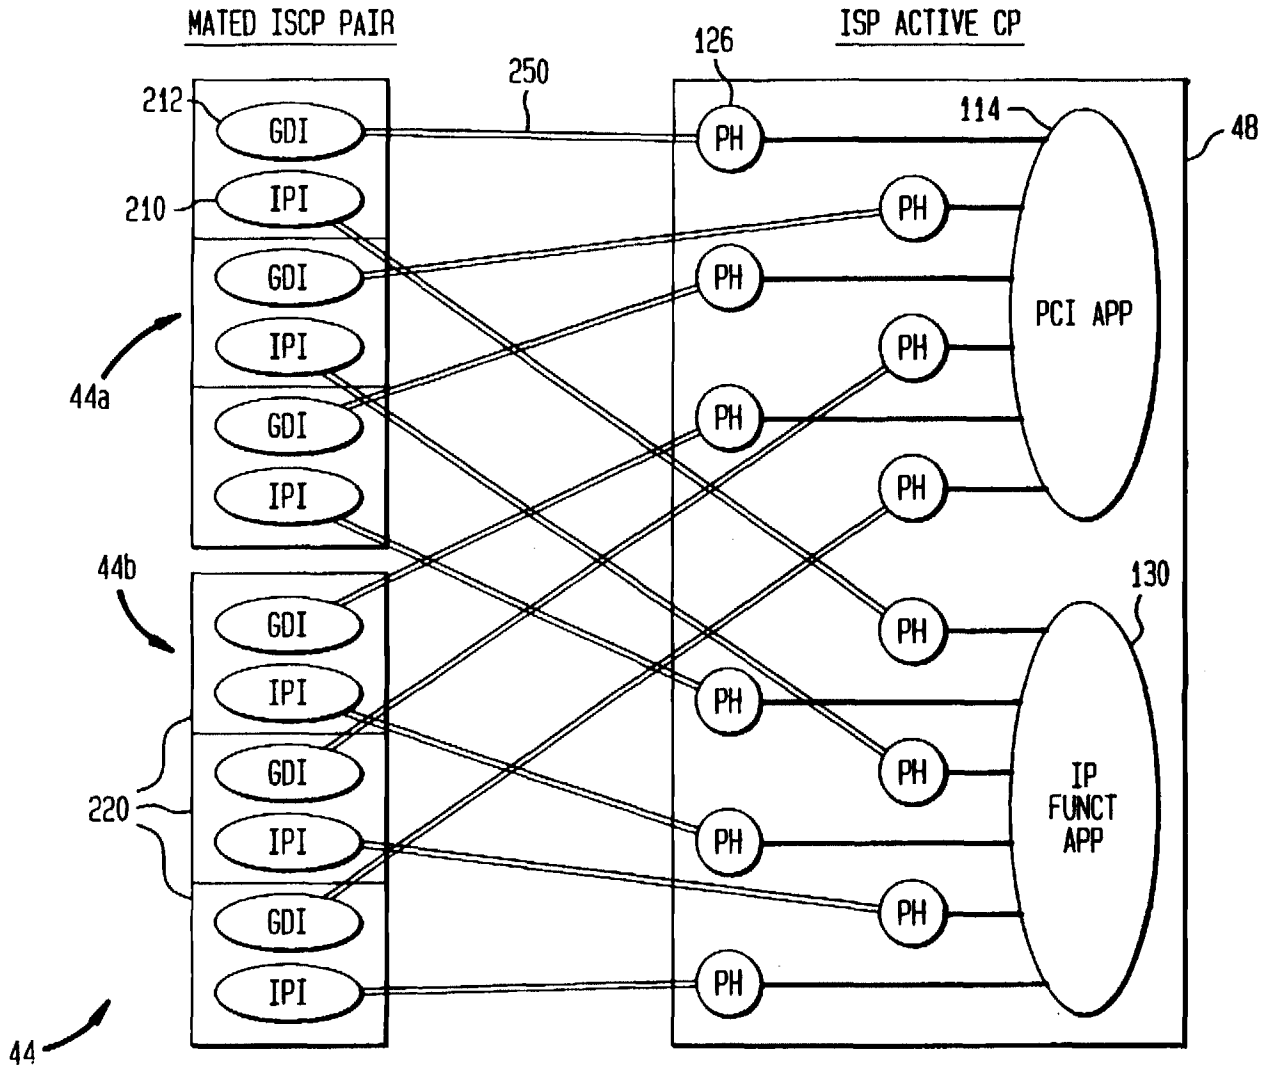 MATED ISCP PAIR
ISP ACTIVE CP
126
250
212
GDI
PH
114
48
210
IPI
PH
GDI
PH
PCI APP
IPI
PH
44a
GDI
PH
IPI
PH
44b
130
GDI
PH
IPI
PH
GDI
PH
IP
FUNCT
APP
220
IPI
PH
GDI
PH
IPI
PH
44